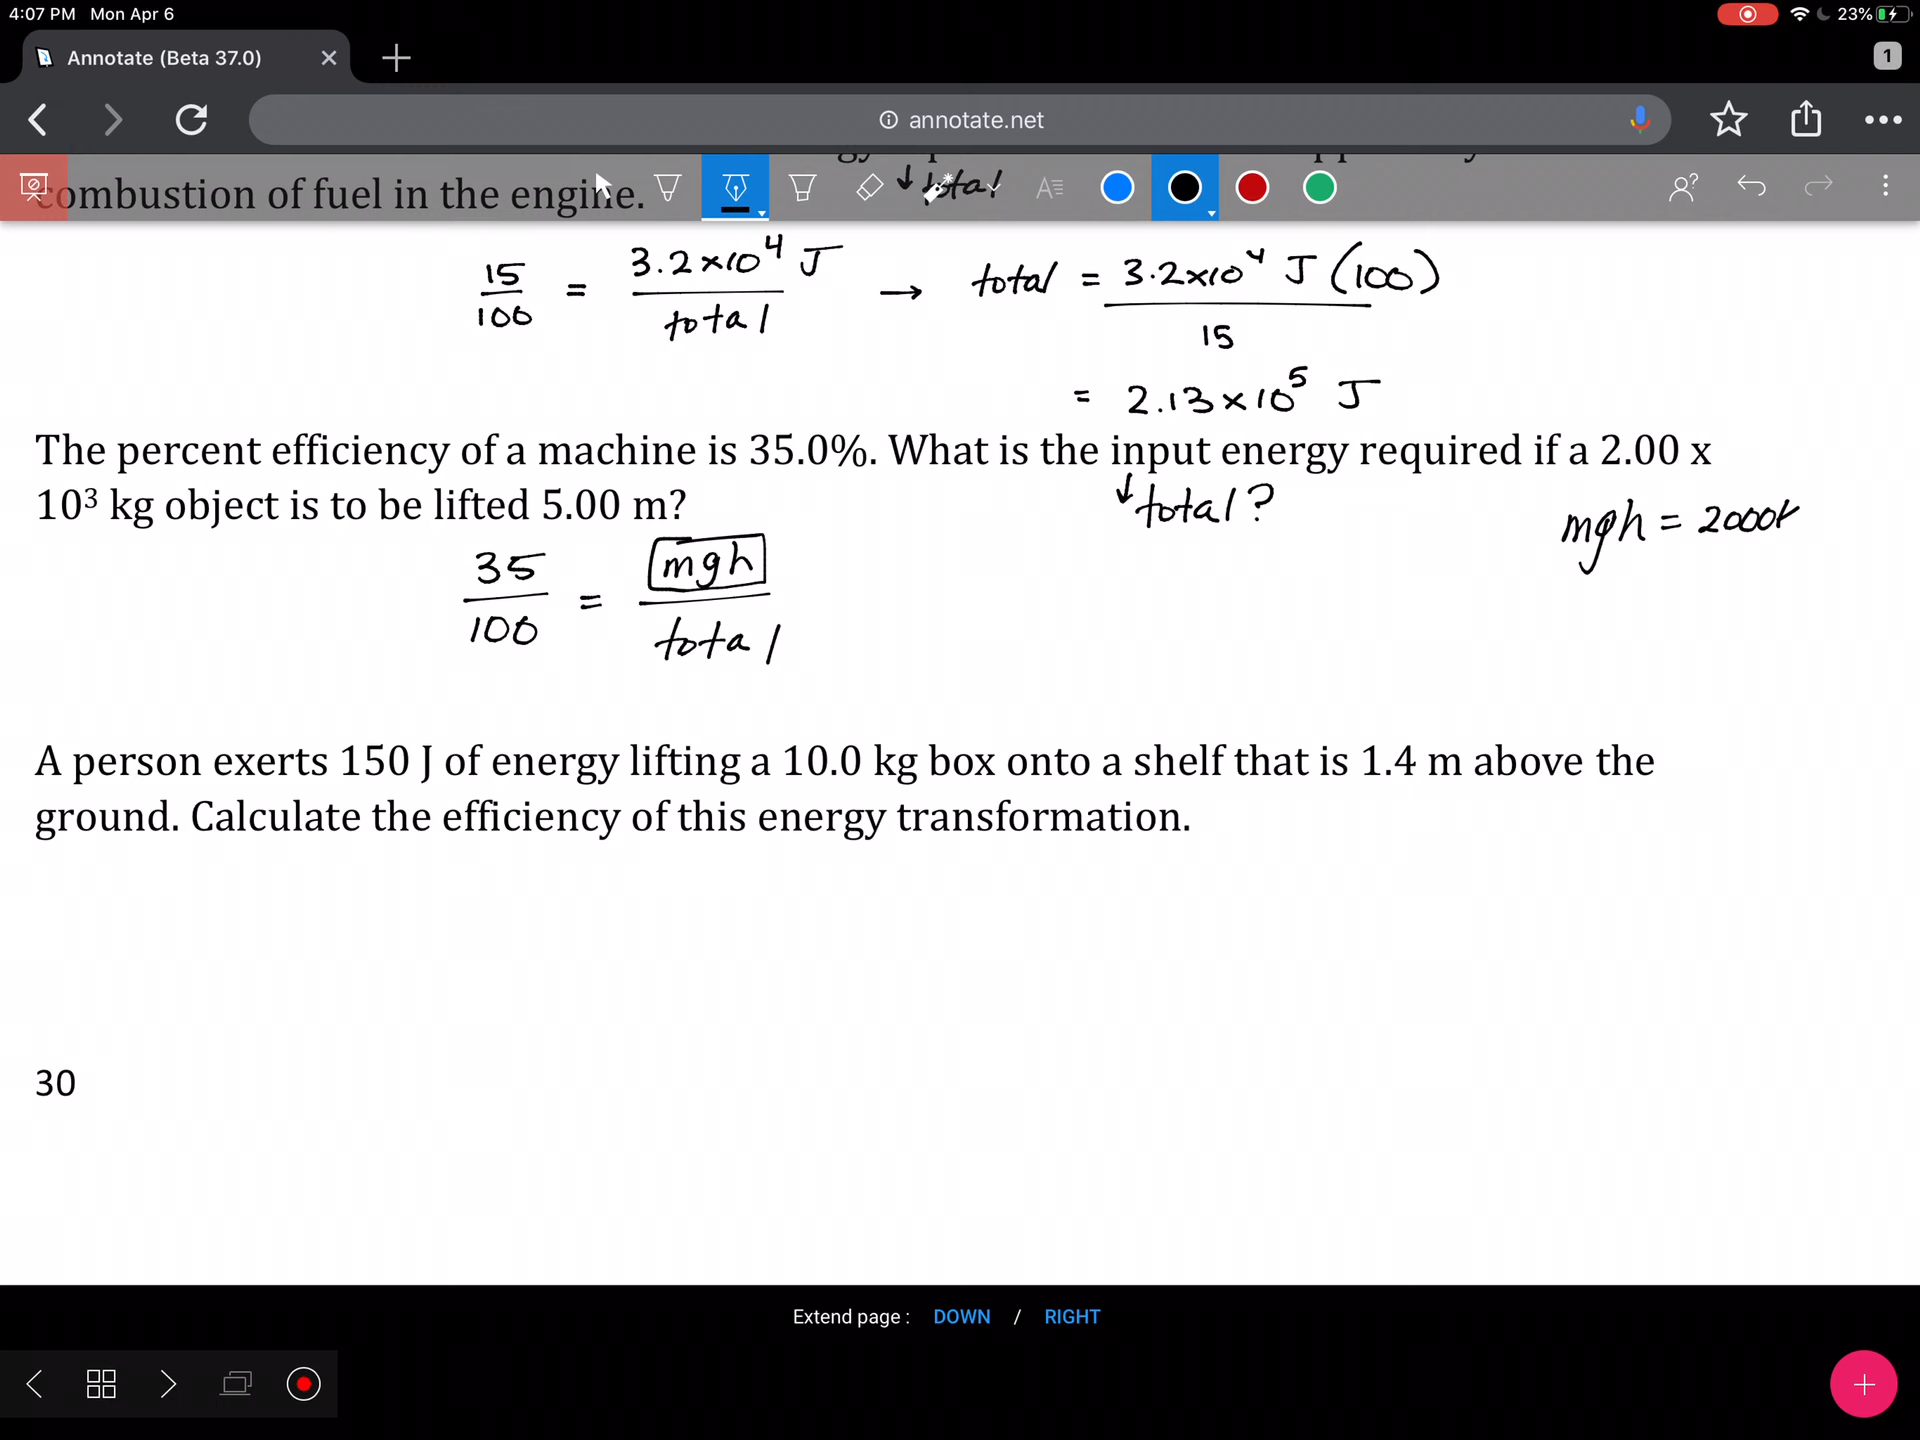 4:07 PM Mon Apr 6
23%
Annotate (Beta 37.0)
1
annotate.net
combustion of fuel in the engine.
↓ total
15/100 = 3.2×10⁴ J/total → total = 3.2×10⁴ J (100)/15
= 2.13×10⁵ J
The percent efficiency of a machine is 35.0%. What is the input energy required if a 2.00 x
10³ kg object is to be lifted 5.00 m?
↓ total?
mgh = 2000
35/100 = mgh/total
A person exerts 150 J of energy lifting a 10.0 kg box onto a shelf that is 1.4 m above the
ground. Calculate the efficiency of this energy transformation.
30
Extend page : DOWN / RIGHT